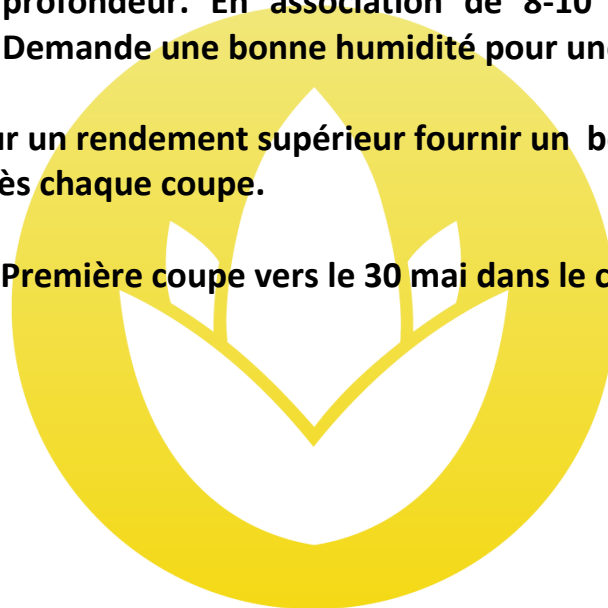 profondeur. En association de 8-10
Demande une bonne humidité pour un
ur un rendement supérieur fournir un b
ès chaque coupe.
Première coupe vers le 30 mai dans le c